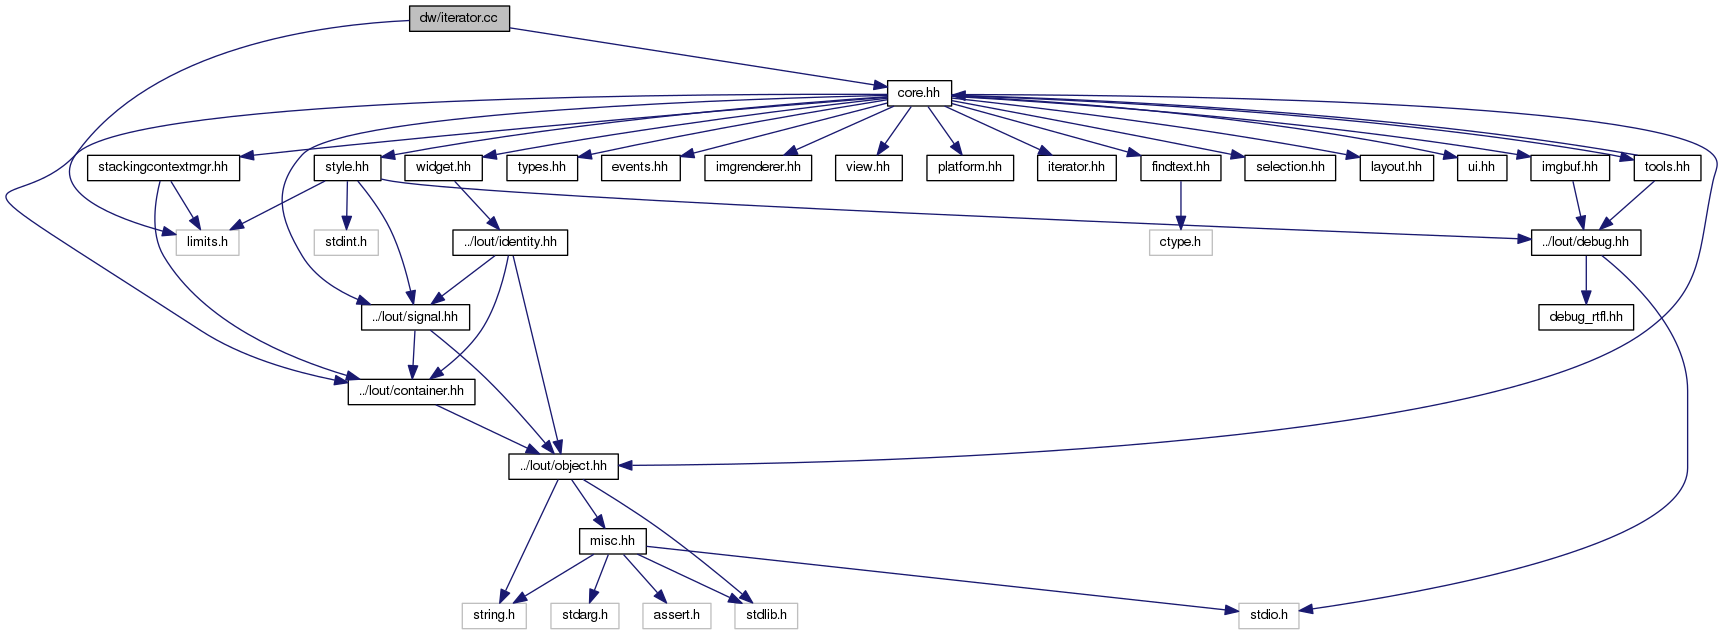 dw/iterator.cc
core.hh
stackingcontextmgr.hh
style.hh
widget.hh
types.hh
events.hh
imgrenderer.hh
view.hh
platform.hh
iterator.hh
findtext.hh
selection.hh
layout.hh
ui.hh
imgbuf.hh
tools.hh
limits.h
stdint.h
../lout/identity.hh
ctype.h
../lout/debug.hh
../lout/signal.hh
debug_rtfl.hh
../lout/container.hh
../lout/object.hh
misc.hh
string.h
stdarg.h
assert.h
stdlib.h
stdio.h